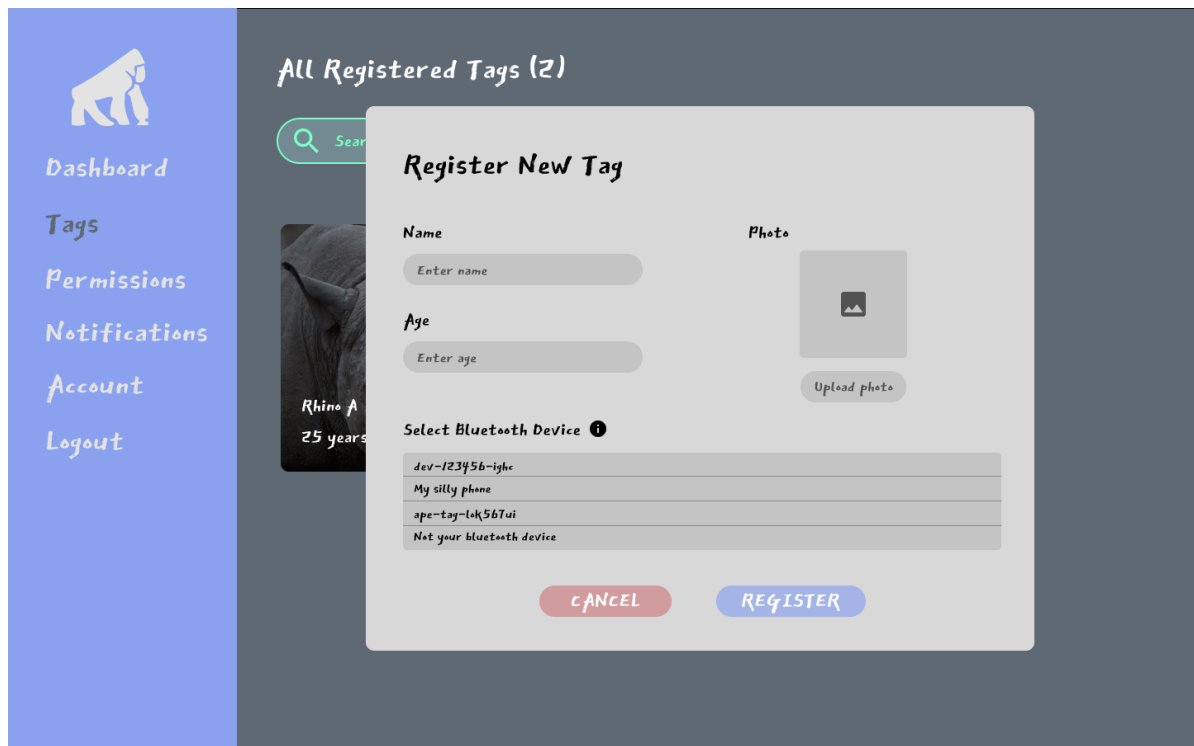 Dashboard
Tags
Permissions
Notifications
Account
Logout
All Registered Tags (2)
Sear
Rhino A
25 years
Register New Tag
Name
Enter name
Age
Enter age
Photo
Upload photo
Select Bluetooth Device
dev-123456-ighc
My silly phone
ape-tag-lok567ui
Not your bluetooth device
CANCEL
REGISTER